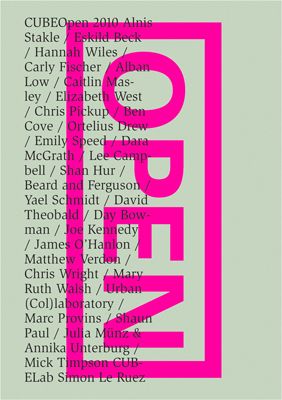 CUBEOpen 2010 Alnis
Stakle / Eskild Beck
/ Hannah Wiles /
Carly Fischer / Alban
Low / Caitlin Mas-
ley / Elizabeth West
/ Chris Pickup / Ben
Cove / Ortelius Drew
/ Emily Speed / Dara
McGrath / Lee Camp-
bell / Shan Hur /
Beard and Ferguson /
Yael Schmidt / David
Theobald / Day Bow-
man / Joe Kennedy
/ James O'Hanlon /
Matthew Verdon /
Chris Wright / Mary
Ruth Walsh / Urban
(Col)laboratory /
Marc Provins / Shaun
Paul / Julia Münz &
Annika Unterburg /
Mick Timpson CUB-
ELab Simon Le Ruez
OPEN